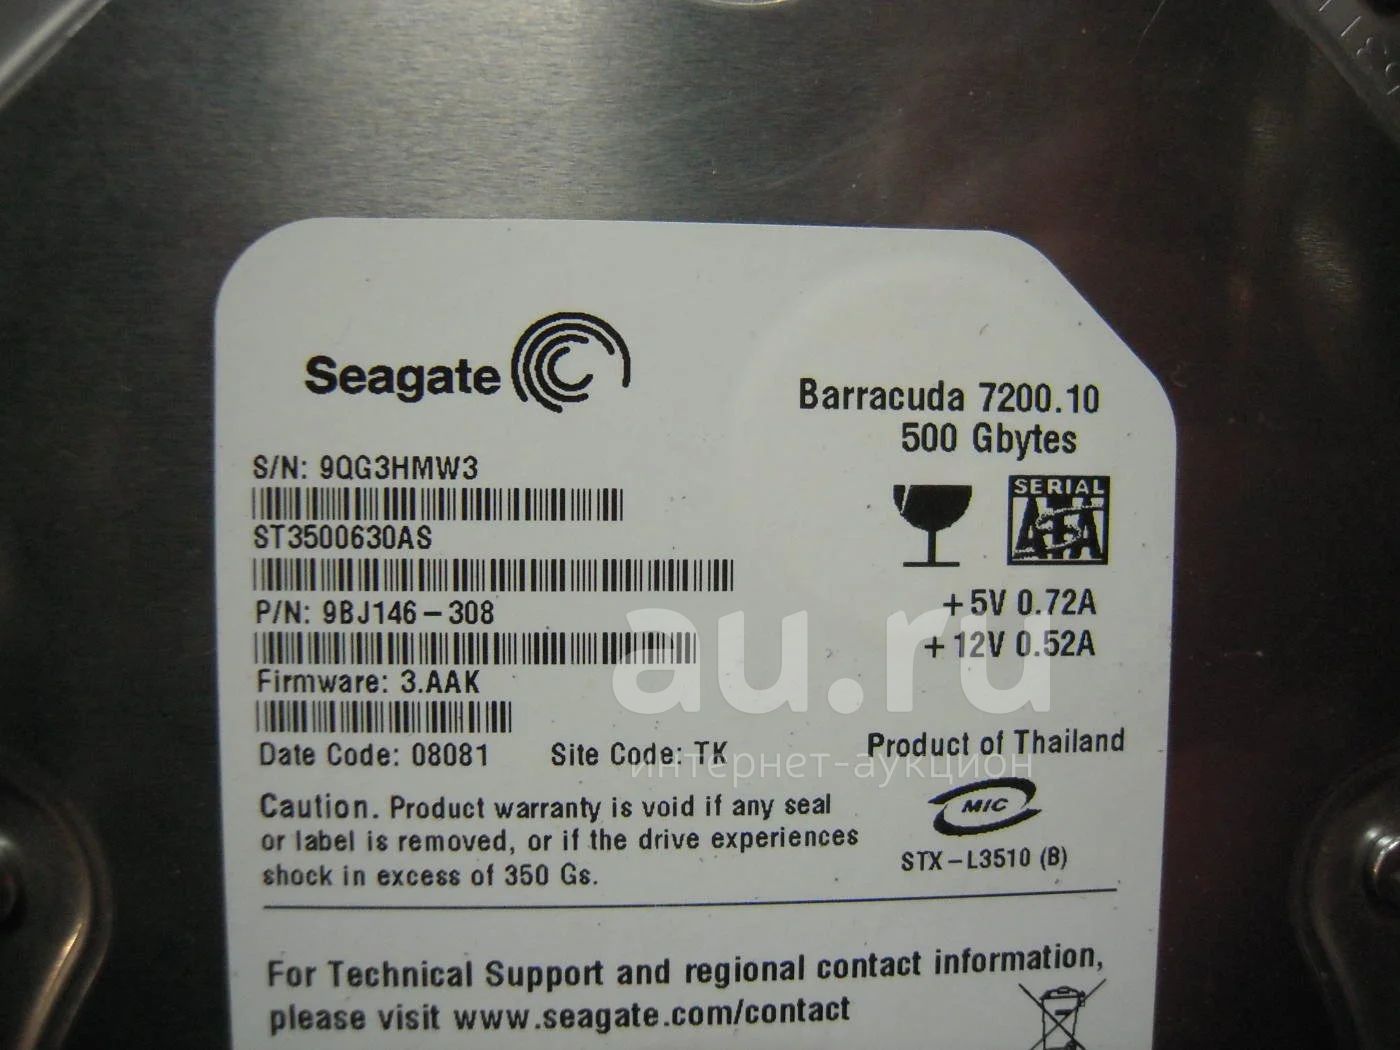 Seagate
Barracuda 7200.10
500 Gbytes
S/N: 9QG3HMW3
SERIAL
ATA
ST3500630AS
+5V 0.72A
P/N: 9BJ146-308
+12V 0.52A
au.ru
Firmware: 3.AAK
Date Code: 08081 Site Code: TK
Product of Thailand
интернет-аукцион
Caution. Product warranty is void if any seal
or label is removed, or if the drive experiences
shock in excess of 350 Gs.
MIC
STX-L3510 (B)
For Technical Support and regional contact information,
please visit www.seagate.com/contact